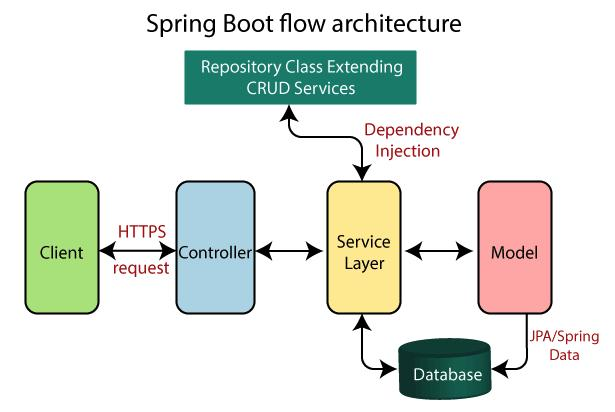 Spring Boot flow architecture
Repository Class Extending
CRUD Services
Dependency
Injection
Client
HTTPS
request
Controller
Service
Layer
Model
JPA/Spring
Data
Database